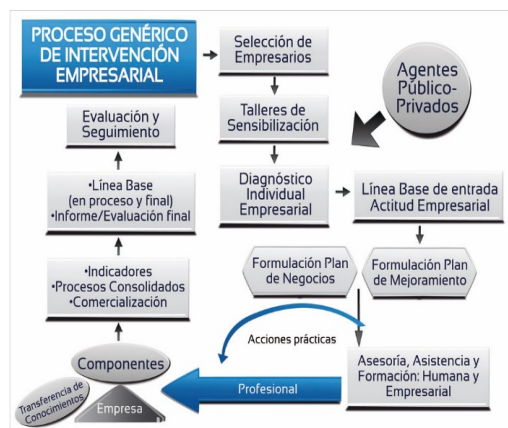 PROCESO GENÉRICO
DE INTERVENCIÓN
EMPRESARIAL
Selección de
Empresarios
Agentes
Público-
Privados
Evaluación y
Seguimiento
Talleres de
Sensibilización
•Línea Base
(en proceso y final)
•Informe/Evaluación final
Diagnóstico
Individual
Empresarial
Línea Base de entrada
Actitud Empresarial
•Indicadores
•Procesos Consolidados
•Comercialización
Formulación Plan
de Negocios
Formulación Plan
de Mejoramiento
Acciones prácticas
Componentes
Transferencia de
Conocimientos
Empresa
Profesional
Asesoría, Asistencia y
Formación: Humana y
Empresarial